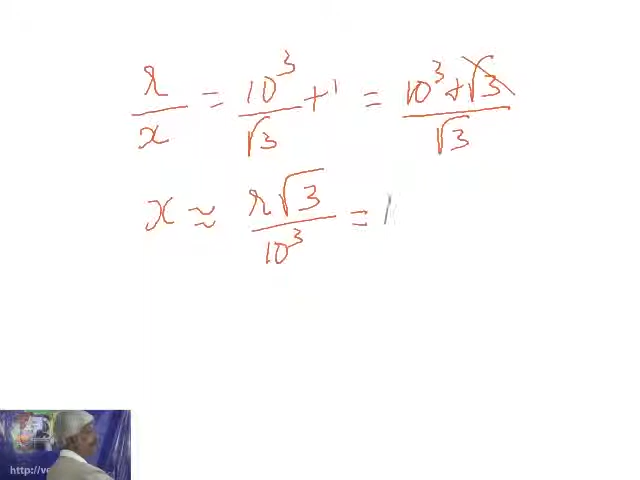 r/x = 10³/√3 + 1 = 10³ + √3/√3
x ≈ r√3/10³ =
http://ve